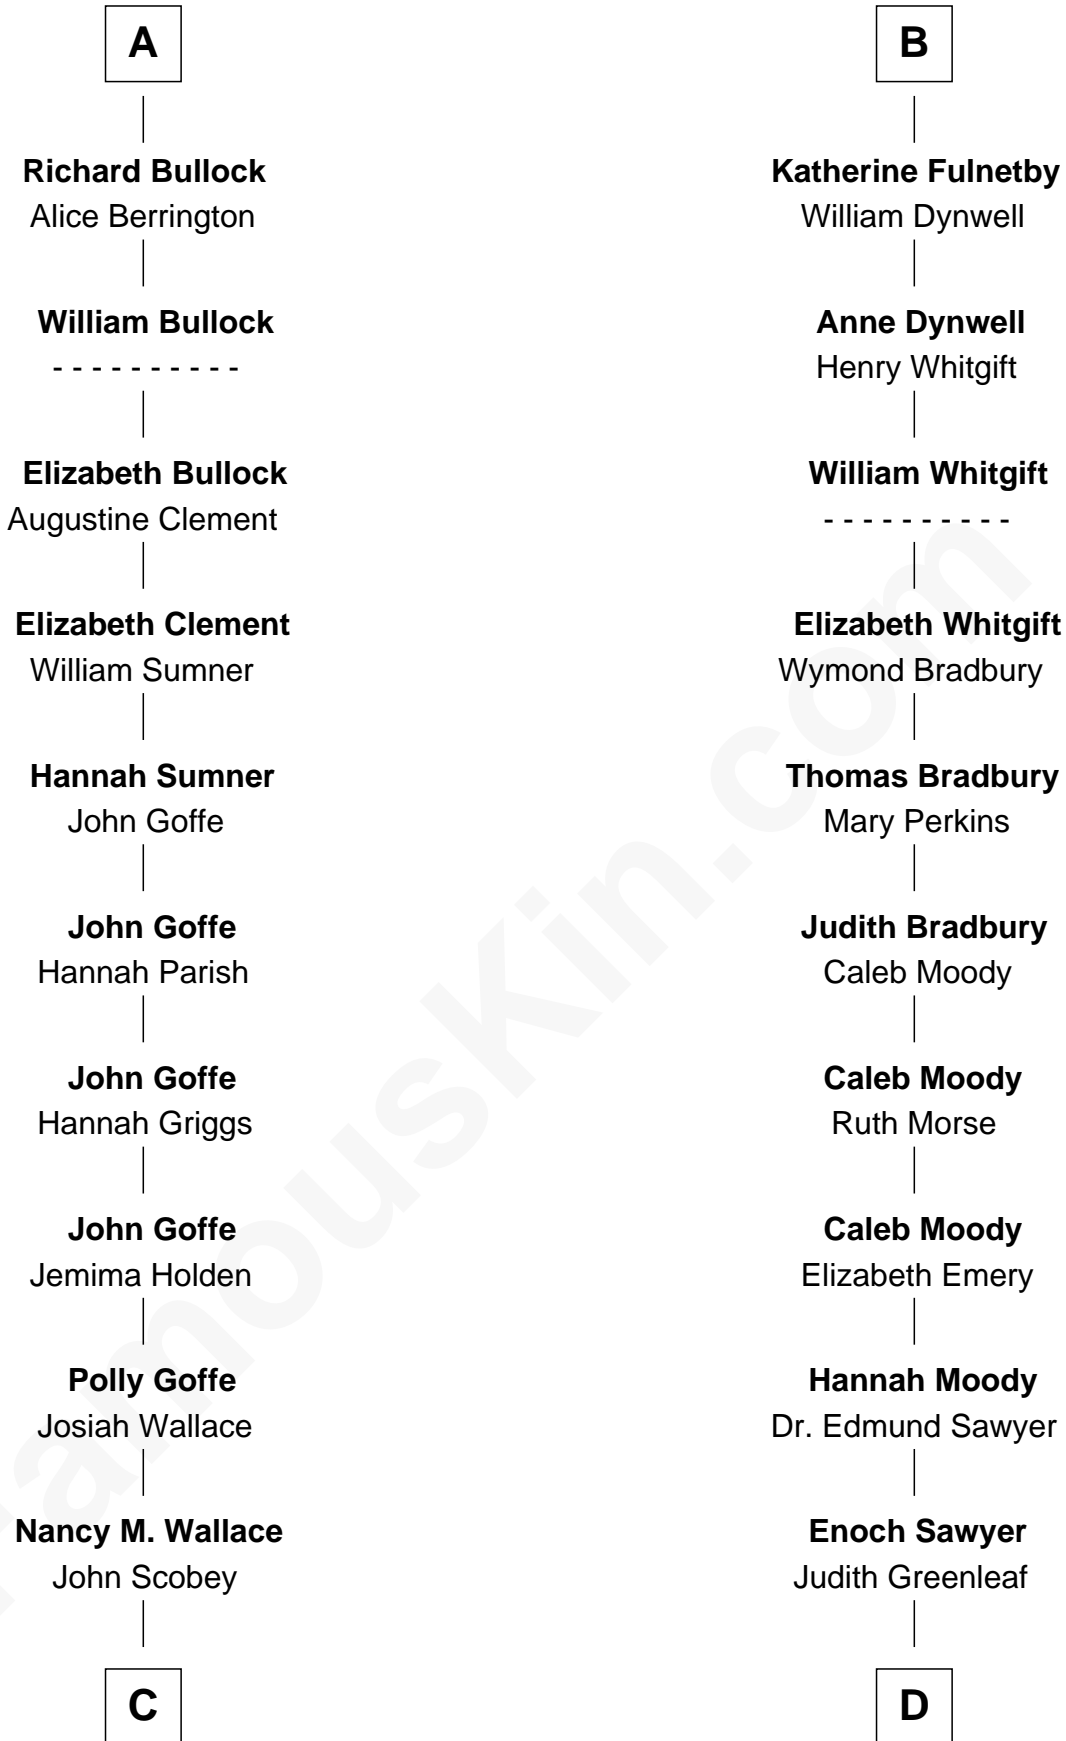 A
Richard Bullock
Alice Berrington
William Bullock
- - - - - - - - - -
Elizabeth Bullock
Augustine Clement
Elizabeth Clement
William Sumner
Hannah Sumner
John Goffe
John Goffe
Hannah Parish
John Goffe
Hannah Griggs
John Goffe
Jemima Holden
Polly Goffe
Josiah Wallace
Nancy M. Wallace
John Scobey
C
B
Katherine Fulnetby
William Dynwell
Anne Dynwell
Henry Whitgift
William Whitgift
- - - - - - - - - -
Elizabeth Whitgift
Wymond Bradbury
Thomas Bradbury
Mary Perkins
Judith Bradbury
Caleb Moody
Caleb Moody
Ruth Morse
Caleb Moody
Elizabeth Emery
Hannah Moody
Dr. Edmund Sawyer
Enoch Sawyer
Judith Greenleaf
D
FamousKin.com